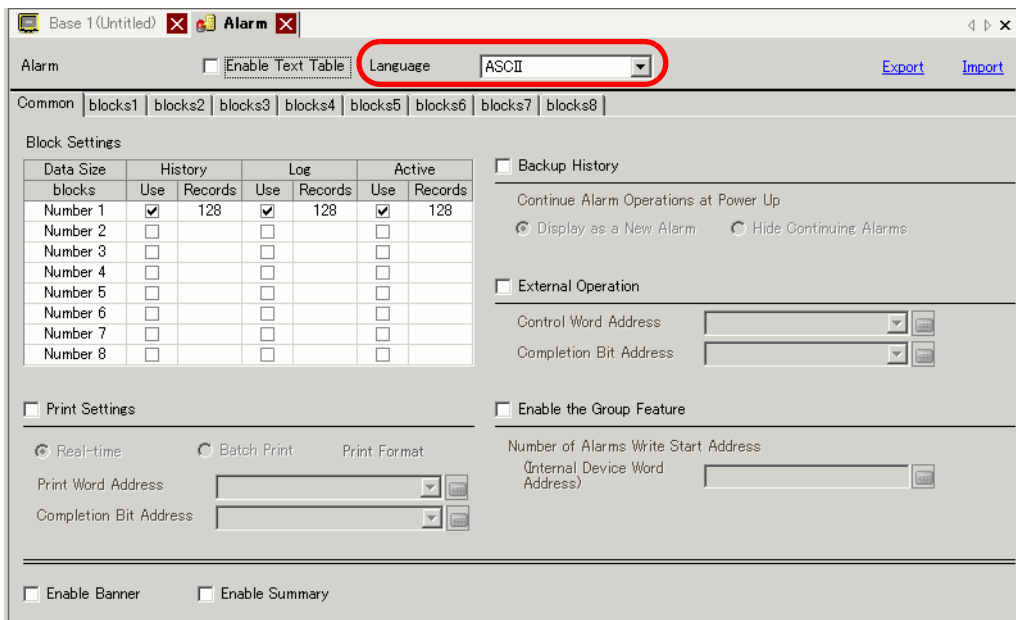 Base 1(Untitled) Alarm
Alarm Enable Text Table Language ASCII Export Import
Common blocks1 blocks2 blocks3 blocks4 blocks5 blocks6 blocks7 blocks8
Block Settings
Data Size History Log Active
blocks Use Records Use Records Use Records
Number 1 128 128 128
Number 2
Number 3
Number 4
Number 5
Number 6
Number 7
Number 8
Backup History
Continue Alarm Operations at Power Up
Display as a New Alarm Hide Continuing Alarms
External Operation
Control Word Address
Completion Bit Address
Print Settings
Real-time Batch Print Print Format
Print Word Address
Completion Bit Address
Enable the Group Feature
Number of Alarms Write Start Address
(Internal Device Word
Address)
Enable Banner Enable Summary